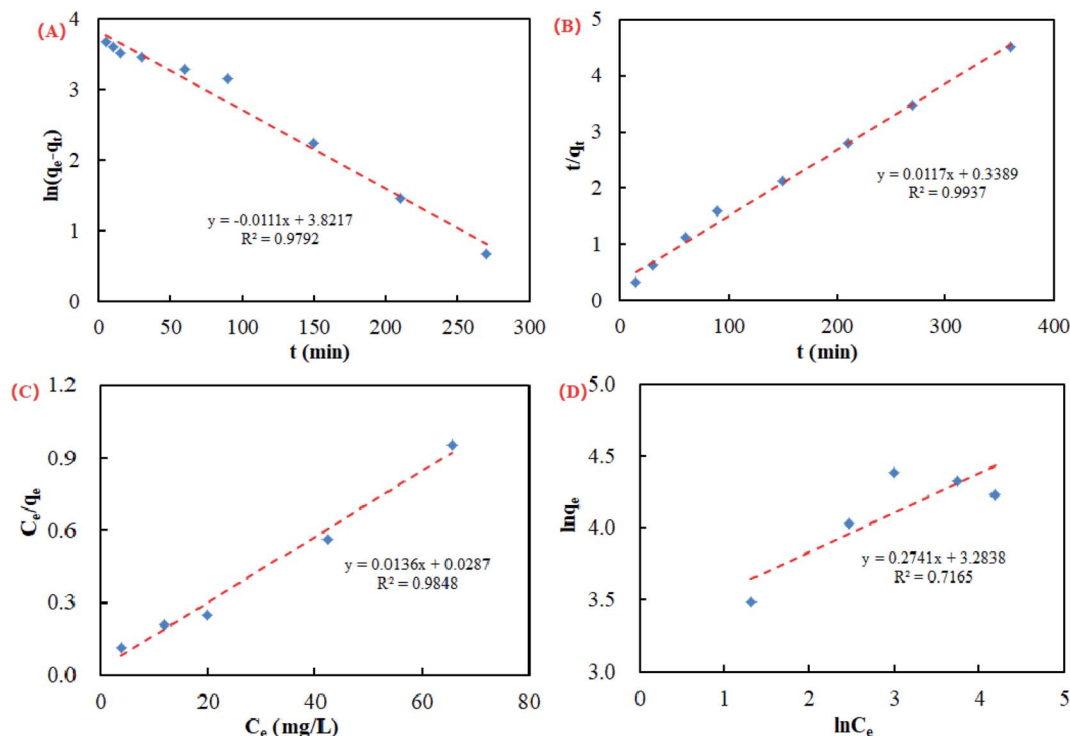 (A)
4
3
2
1
0
ln(qe-qt)
y = -0.0111x + 3.8217
R² = 0.9792
0 50 100 150 200 250 300
t (min)
(B)
5
4
3
2
1
0
t/qt
y = 0.0117x + 0.3389
R² = 0.9937
0 100 200 300 400
t (min)
(C)
1.2
0.9
0.6
0.3
0.0
Ce/qe
y = 0.0136x + 0.0287
R² = 0.9848
0 20 40 60 80
Ce (mg/L)
(D)
5.0
4.5
4.0
3.5
3.0
lnqe
y = 0.2741x + 3.2838
R² = 0.7165
0 1 2 3 4 5
lnCe